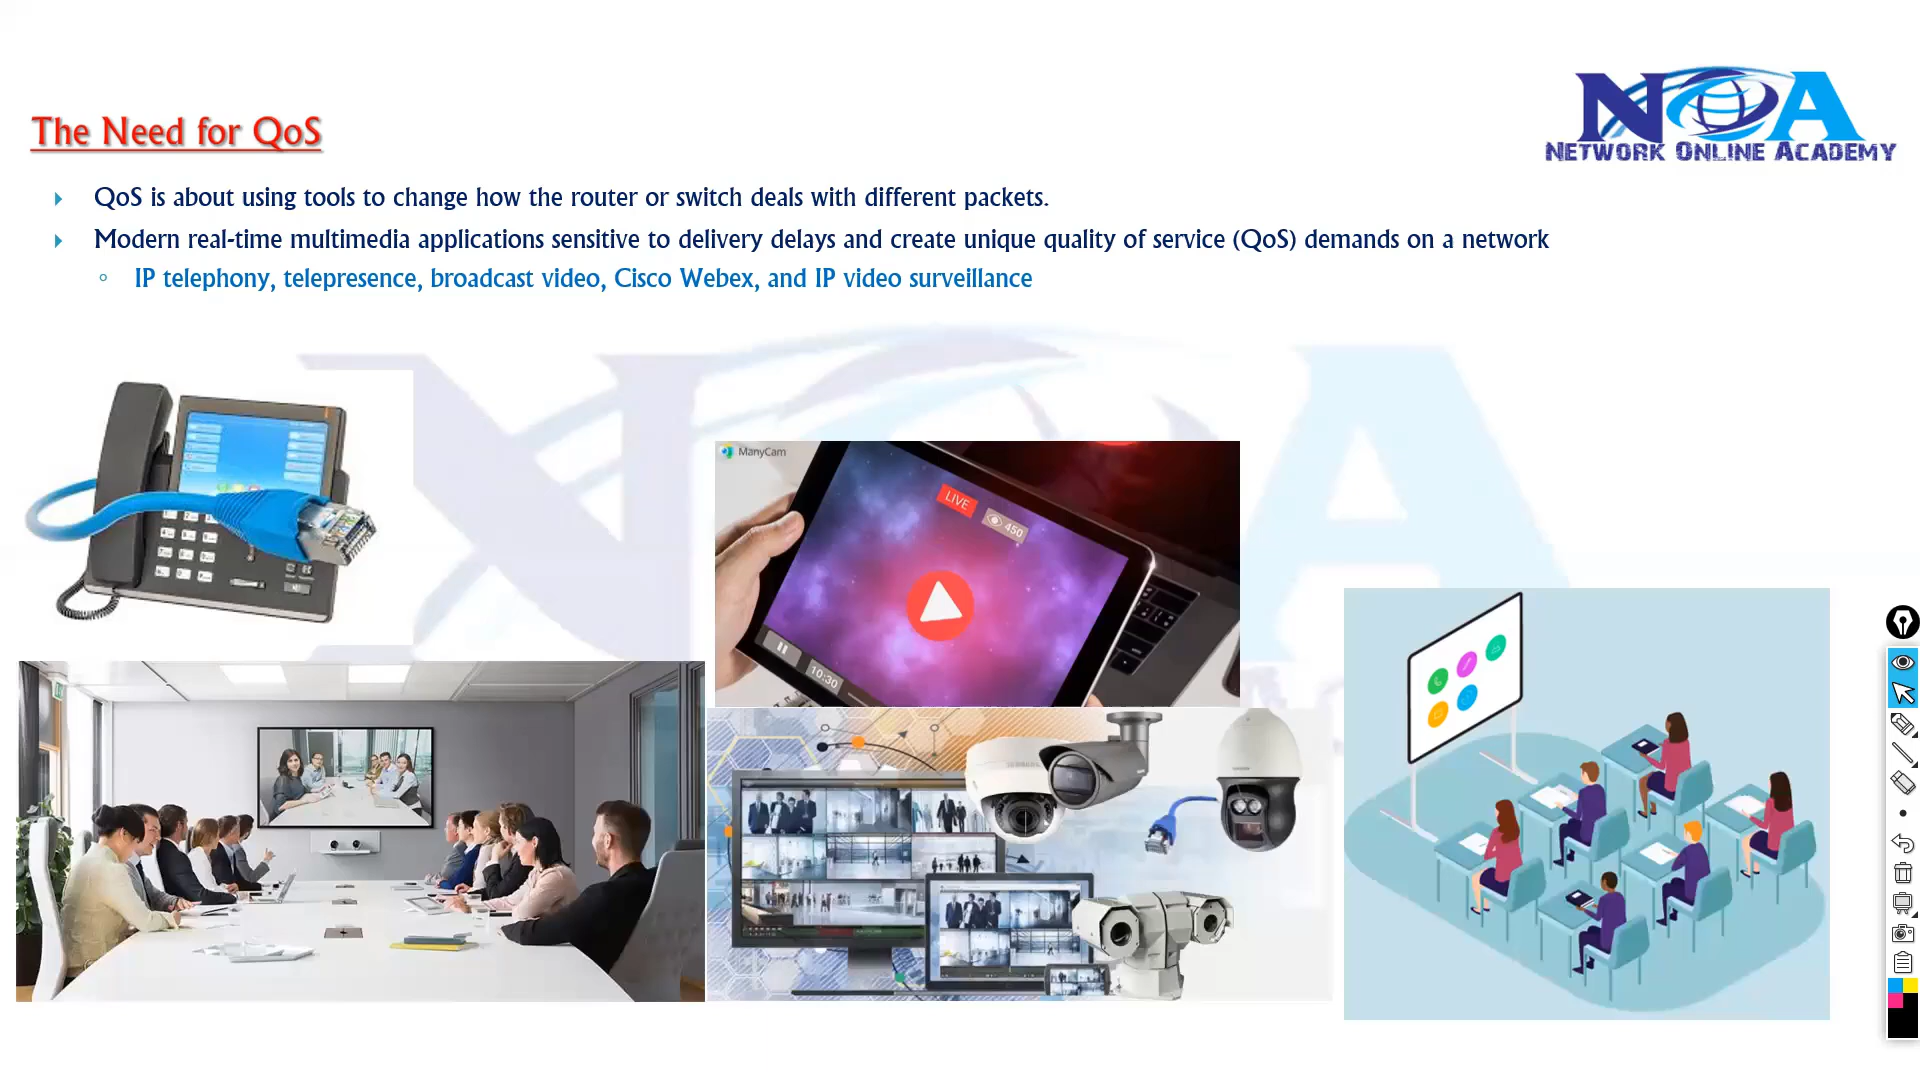 The Need for QoS
NOA
NETWORK ONLINE ACADEMY
QoS is about using tools to change how the router or switch deals with different packets.
Modern real-time multimedia applications sensitive to delivery delays and create unique quality of service (QoS) demands on a network
IP telephony, telepresence, broadcast video, Cisco Webex, and IP video surveillance
ManyCam
LIVE
450
10:30